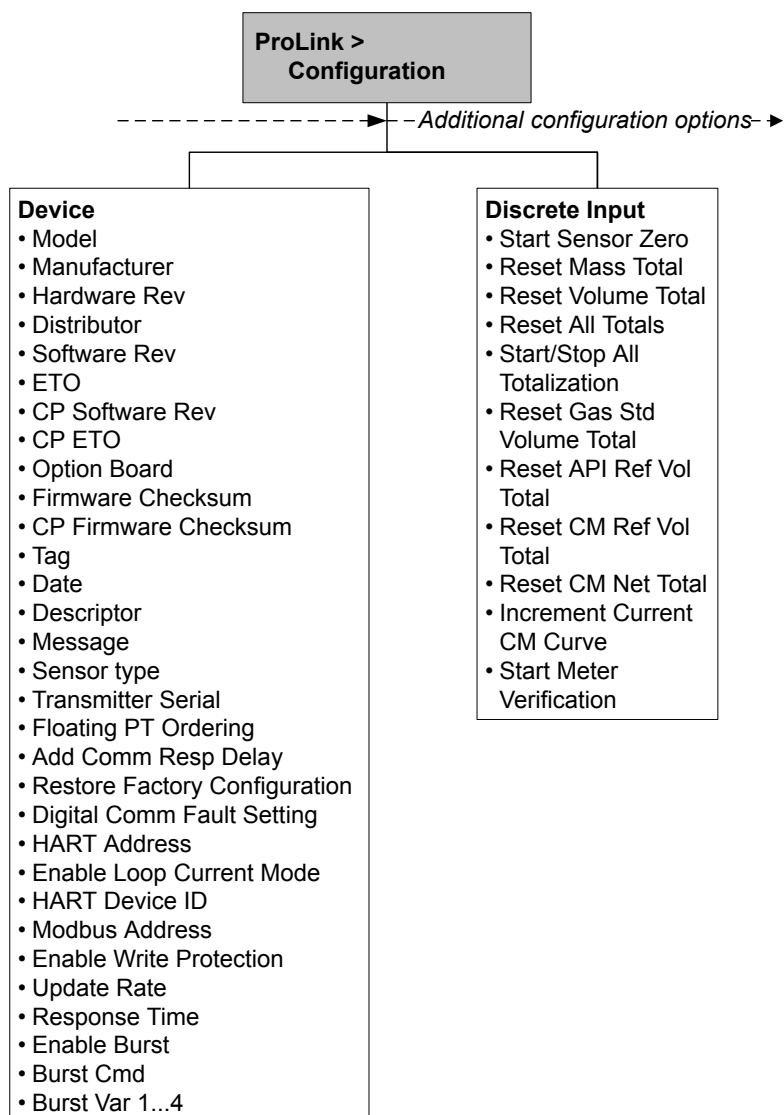 ProLink >
Configuration
Additional configuration options
Device
• Model
• Manufacturer
• Hardware Rev
• Distributor
• Software Rev
• ETO
• CP Software Rev
• CP ETO
• Option Board
• Firmware Checksum
• CP Firmware Checksum
• Tag
• Date
• Descriptor
• Message
• Sensor type
• Transmitter Serial
• Floating PT Ordering
• Add Comm Resp Delay
• Restore Factory Configuration
• Digital Comm Fault Setting
• HART Address
• Enable Loop Current Mode
• HART Device ID
• Modbus Address
• Enable Write Protection
• Update Rate
• Response Time
• Enable Burst
• Burst Cmd
• Burst Var 1...4
Discrete Input
• Start Sensor Zero
• Reset Mass Total
• Reset Volume Total
• Reset All Totals
• Start/Stop All
Totalization
• Reset Gas Std
Volume Total
• Reset API Ref Vol
Total
• Reset CM Ref Vol
Total
• Reset CM Net Total
• Increment Current
CM Curve
• Start Meter
Verification